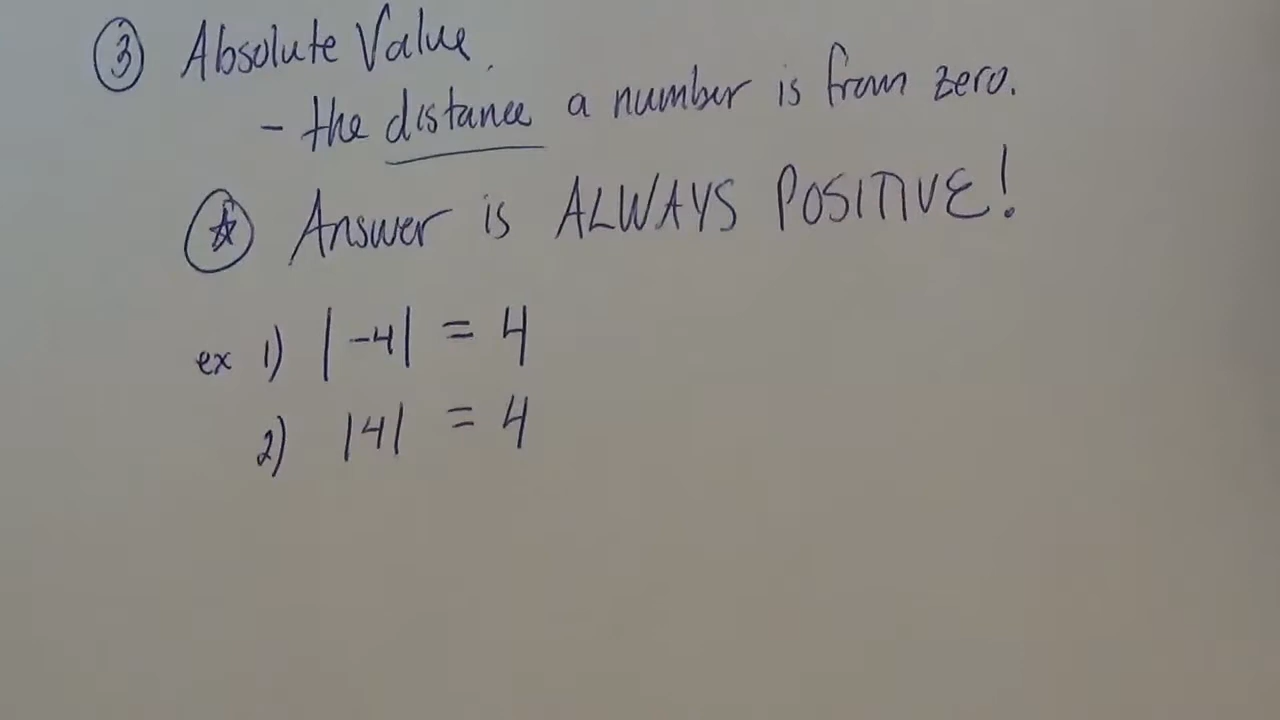 ③ Absolute Value
- the distance a number is from zero.
☆ Answer is ALWAYS POSITIVE!
ex 1) |-4| = 4
2) |4| = 4